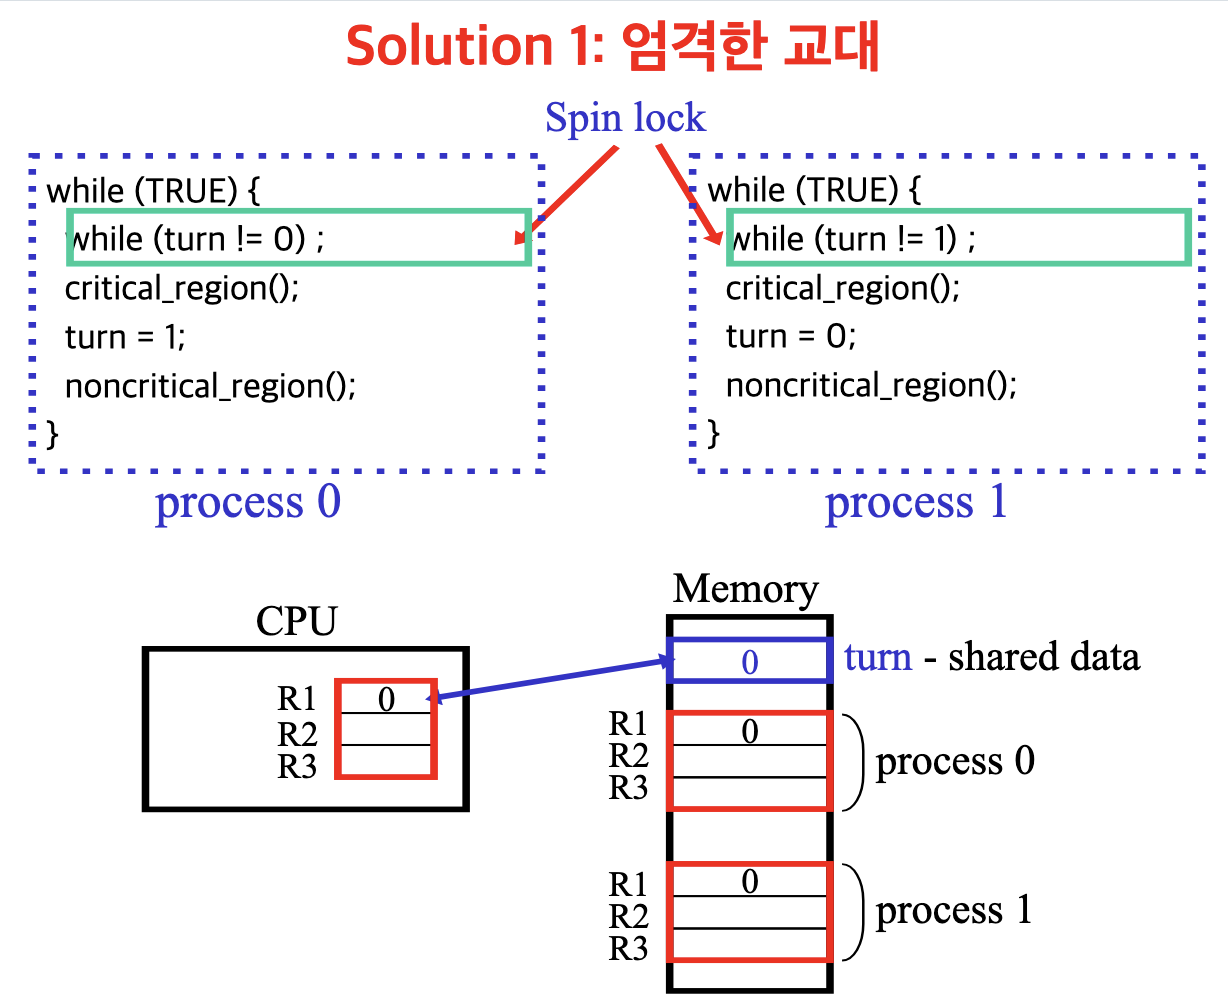 Solution 1: 엄격한 교대
Spin lock
while (TRUE) {
while (turn != 0) ;
critical_region();
turn = 1;
noncritical_region();
}
process 0
while (TRUE) {
while (turn != 1) ;
critical_region();
turn = 0;
noncritical_region();
}
process 1
CPU
R1 0
R2
R3
Memory
0 turn - shared data
R1 0
R2
R3
process 0
R1 0
R2
R3
process 1